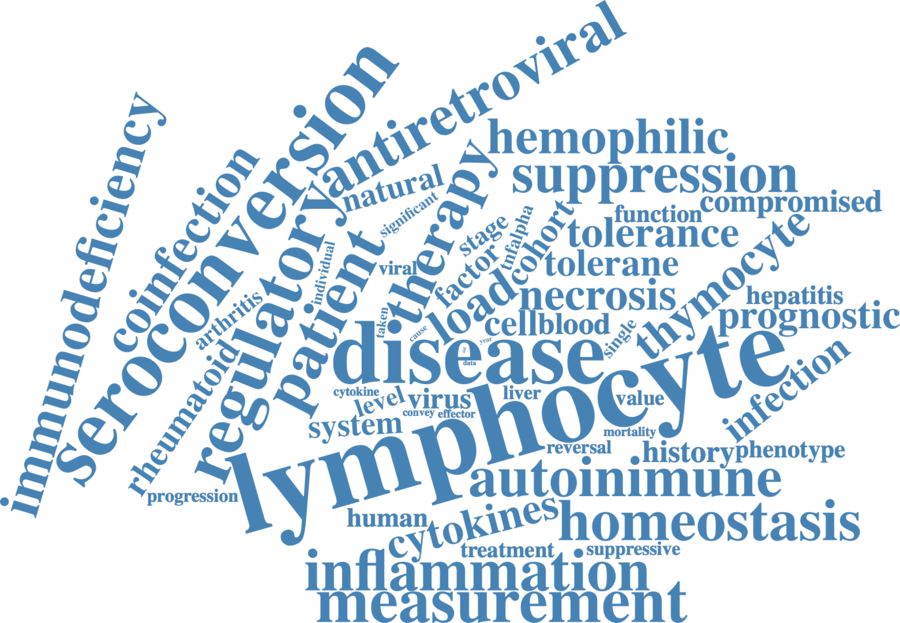 antiretroviral
seroconversion
immunodeficiency
coinfection
hemophilic
suppression
natural
significant
therapy
compromised
regulatory
patient
individual
viral
stage
tnfalpha
cohort
function
tolerance
factor
tolerane
thymocyte
arthritis
rheumatoid
taken
cause
load
necrosis
hepatitis
prognostic
cellblood
single
year
disease
data
lymphocyte
infection
cytokine
level
virus
convey
effector
liver
value
system
mortality
reversal
history
phenotype
progression
autoinimune
human
cytokines
homeostasis
treatment
suppressive
inflammation
measurement